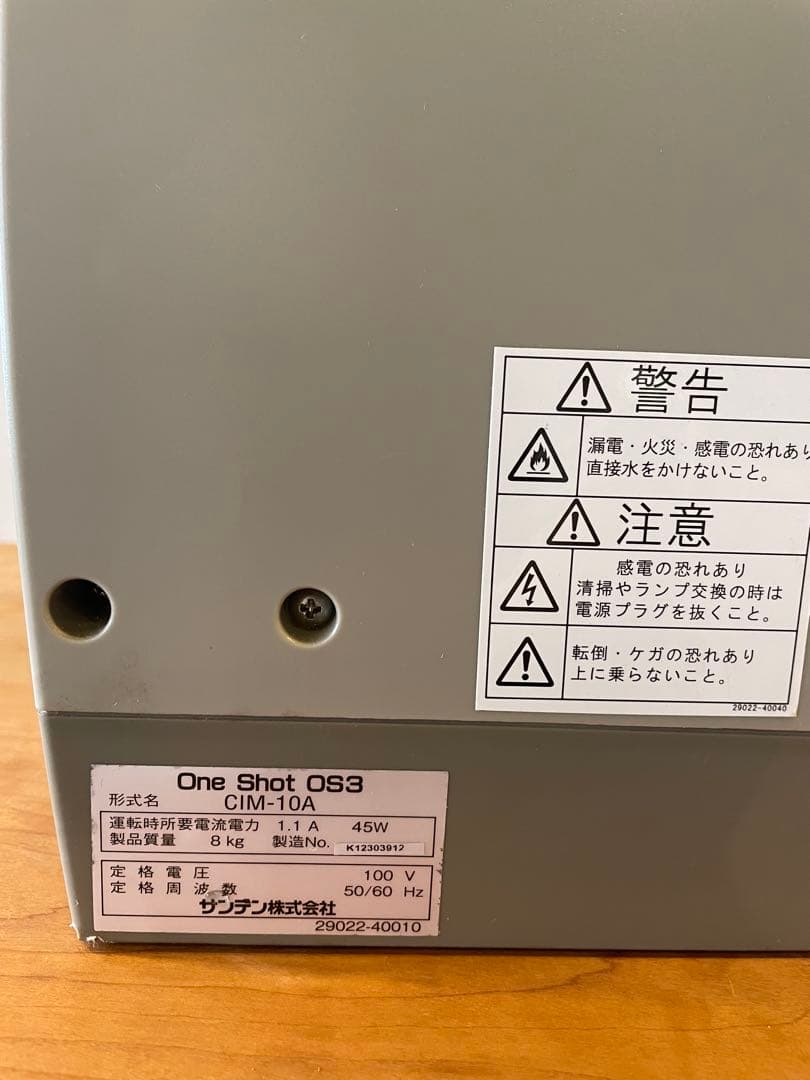 警告
漏電・火災・感電の恐れあり
直接水をかけないこと。
注意
感電の恐れあり
清掃やランプ交換の時は
電源プラグを抜くこと。
転倒・ケガの恐れあり
上に乗らないこと。
29022-40040
One Shot OS3
形式名 CIM-10A
運転時所要電流電力 1.1 A 45W
製品質量 8 kg 製造No. K12303912
定格電圧 100 V
定格周波数 50/60 Hz
サンデン株式会社
29022-40010